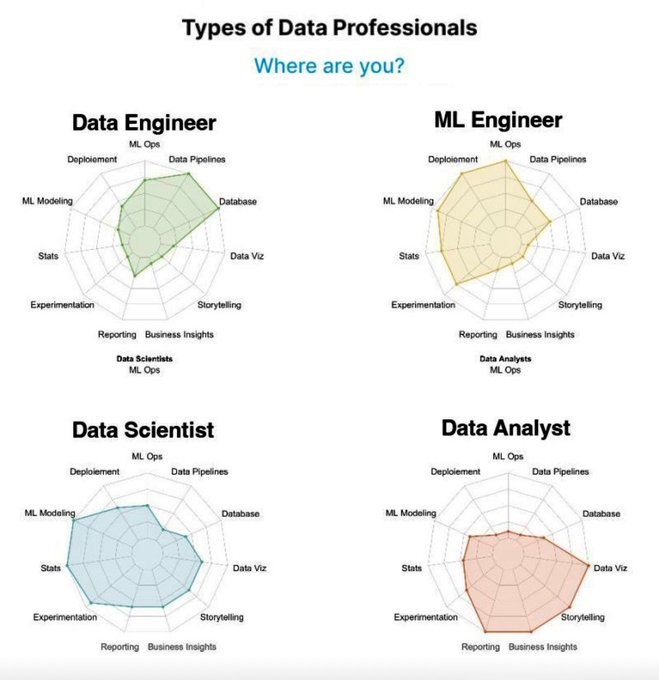 Types of Data Professionals
Where are you?
Data Engineer
ML Ops
Deploiement
Data Pipelines
ML Modeling
Database
Stats
Data Viz
Experimentation
Storytelling
Reporting
Business Insights
Data Scientists
ML Ops
ML Engineer
ML Ops
Deploiement
Data Pipelines
ML Modeling
Database
Stats
Data Viz
Experimentation
Storytelling
Reporting
Business Insights
Data Analysts
ML Ops
Data Scientist
ML Ops
Deploiement
Data Pipelines
ML Modeling
Database
Stats
Data Viz
Experimentation
Storytelling
Reporting
Business Insights
Data Analyst
ML Ops
Deploiement
Data Pipelines
ML Modeling
Database
Stats
Data Viz
Experimentation
Storytelling
Reporting
Business Insights